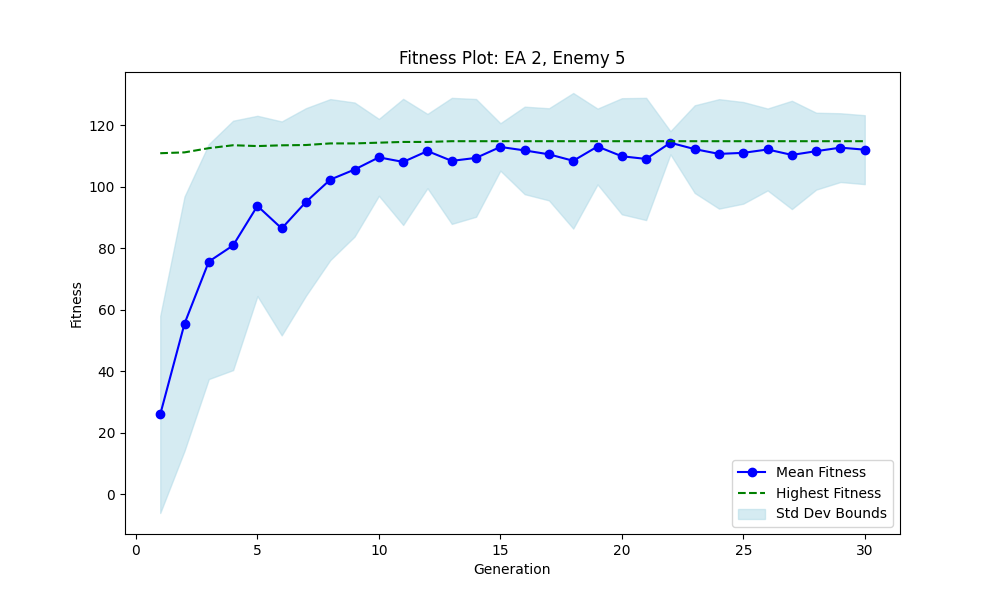 Fitness Plot: EA 2, Enemy 5
Fitness
120
100
80
60
40
20
0
0 5 10 15 20 25 30
Generation
Mean Fitness
Highest Fitness
Std Dev Bounds